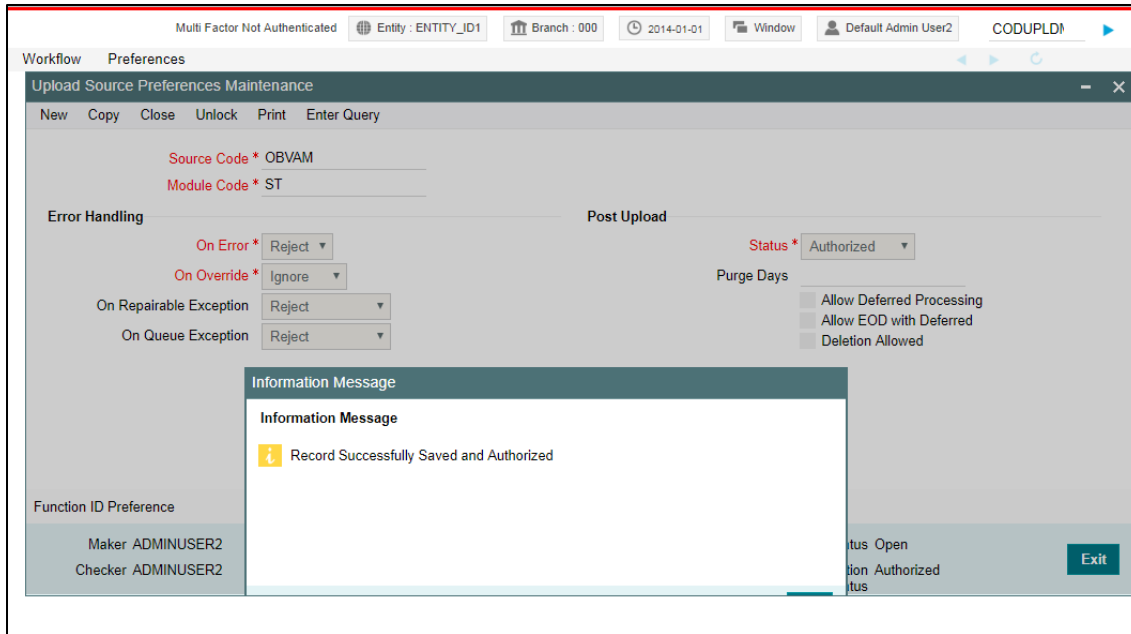 Multi Factor Not Authenticated Entity : ENTITY_ID1 Branch : 000 2014-01-01 Window Default Admin User2
Workflow Preferences
Upload Source Preferences Maintenance
New Copy Close Unlock Print Enter Query
Source Code * OBVAM
Module Code * ST
Error Handling Post Upload
On Error * Reject Status * Authorized
On Override * Ignore Purge Days
On Repairable Exception Reject Allow Deferred Processing
Allow EOD with Deferred
On Queue Exception Reject Deletion Allowed
Information Message
Information Message
Record Successfully Saved and Authorized
Function ID Preference
Maker ADMINUSER2 Open
Checker ADMINUSER2 Authorized
Exit